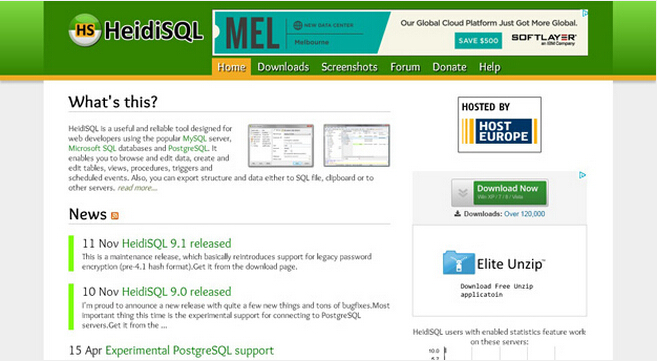 HS HeidiSQL
MEL
NEW DATA CENTER
Melbourne
Our Global Cloud Platform Just Got More Global.
SAVE $500
SOFTLAYER
an IBM Company
Home Downloads Screenshots Forum Donate Help
What's this?
HeidiSQL is a useful and reliable tool designed for
web developers using the popular MySQL server,
Microsoft SQL databases and PostgreSQL. It
enables you to browse and edit data, create and
edit tables, views, procedures, triggers and
scheduled events. Also, you can export structure and data either to SQL file, clipboard or to
other servers. read more...
News
11 Nov HeidiSQL 9.1 released
This is a maintenance release, which basically reintroduces support for legacy password
encryption (pre-4.1 hash format).Get it from the download page.
10 Nov HeidiSQL 9.0 released
I'm proud to announce a new release with quite a few new things and tons of bugfixes.Most
important thing this time is the experimental support for connecting to PostgreSQL
servers.Get it from the ...
15 Apr Experimental PostgreSQL support
HOSTED BY
HOST
EUROPE
Download Now
Win XP / 7 / 8 / Vista
Downloads: Over 120,000
Elite Unzip™
Download Free Unzip
applicatoin
HeidiSQL users with enabled statistics feature work
on these servers:
10.0